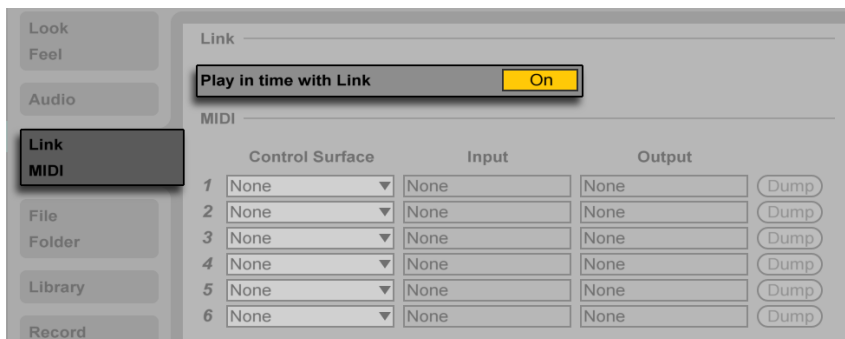 Look
Feel
Audio
Link
MIDI
File
Folder
Library
Record
Link
Play in time with Link On
MIDI
Control Surface Input Output
1 None None None Dump
2 None None None Dump
3 None None None Dump
4 None None None Dump
5 None None None Dump
6 None None None Dump